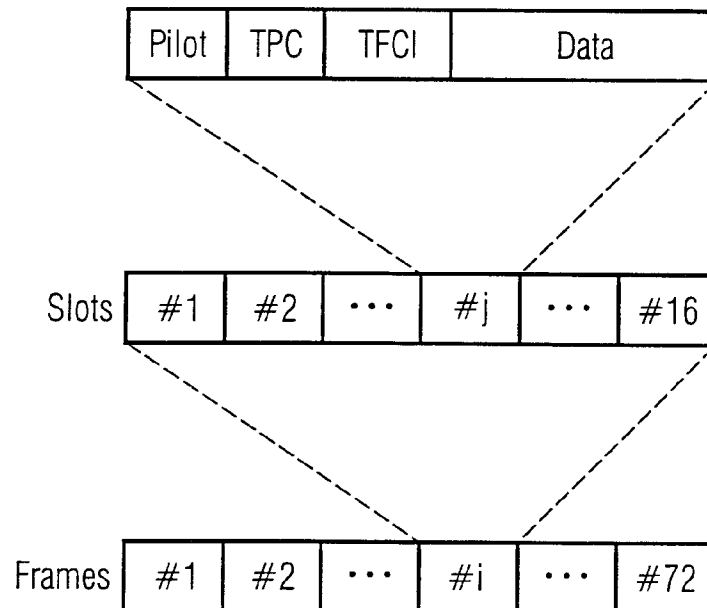 Pilot TPC TFCI Data
Slots #1 #2 ··· #j ··· #16
Frames #1 #2 ··· #i ··· #72